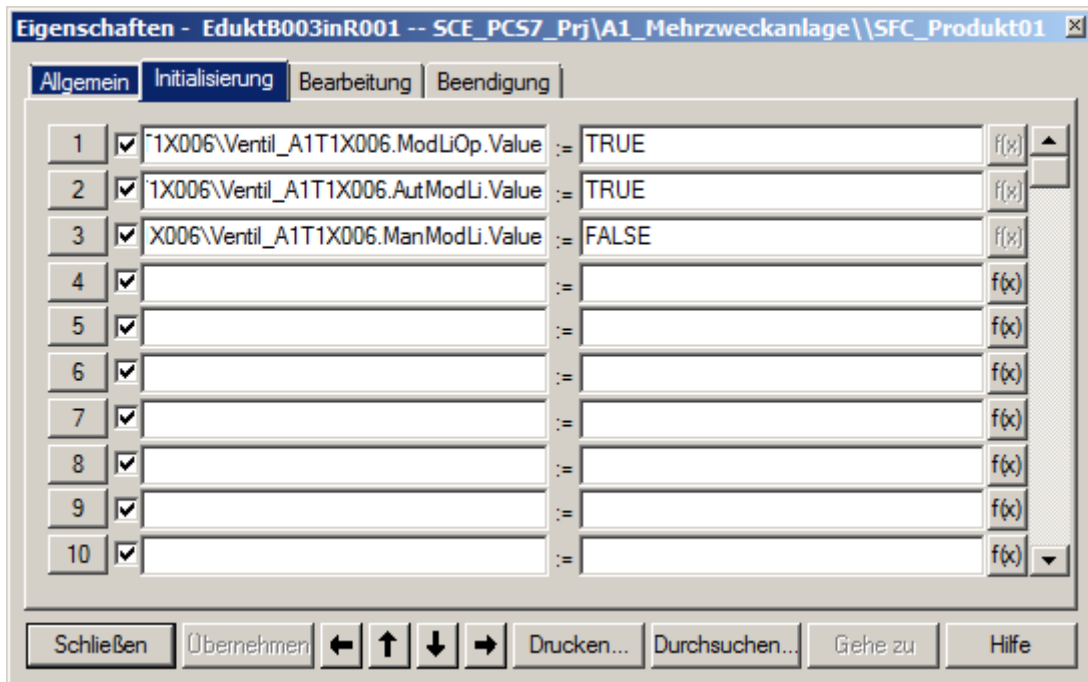 Eigenschaften - EduktB003inR001 -- SCE_PCS7_Prj\A1_Mehrzweckanlage\\SFC_Produkt01
Allgemein Initialisierung Bearbeitung Beendigung
1 T1X006\Ventil_A1T1X006.ModLiOp.Value := TRUE f(x)
2 T1X006\Ventil_A1T1X006.AutModLi.Value := TRUE f(x)
3 X006\Ventil_A1T1X006.ManModLi.Value := FALSE f(x)
4 := f(x)
5 := f(x)
6 := f(x)
7 := f(x)
8 := f(x)
9 := f(x)
10 := f(x)
Schließen Übernehmen Drucken... Durchsuchen... Gehe zu Hilfe